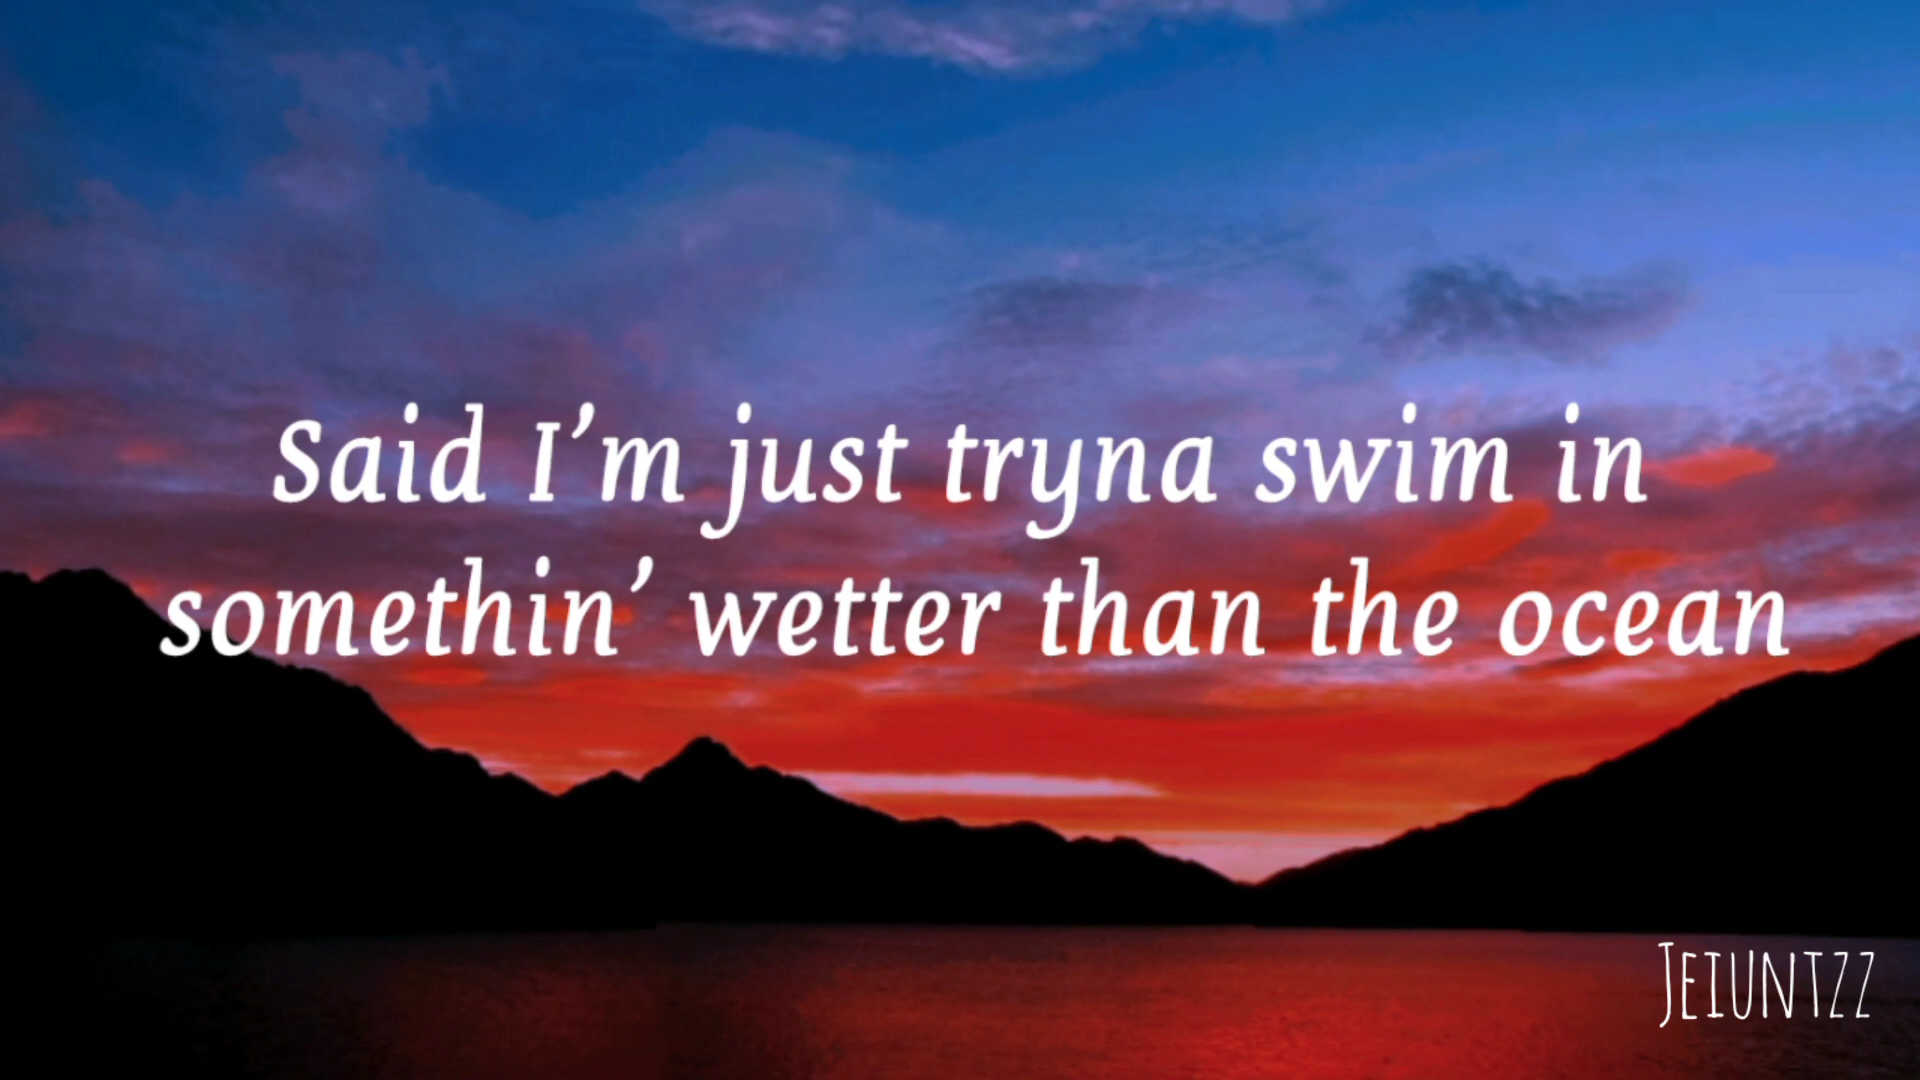 Said I’m just tryna swim in
somethin’ wetter than the ocean
JEIUNTZZ